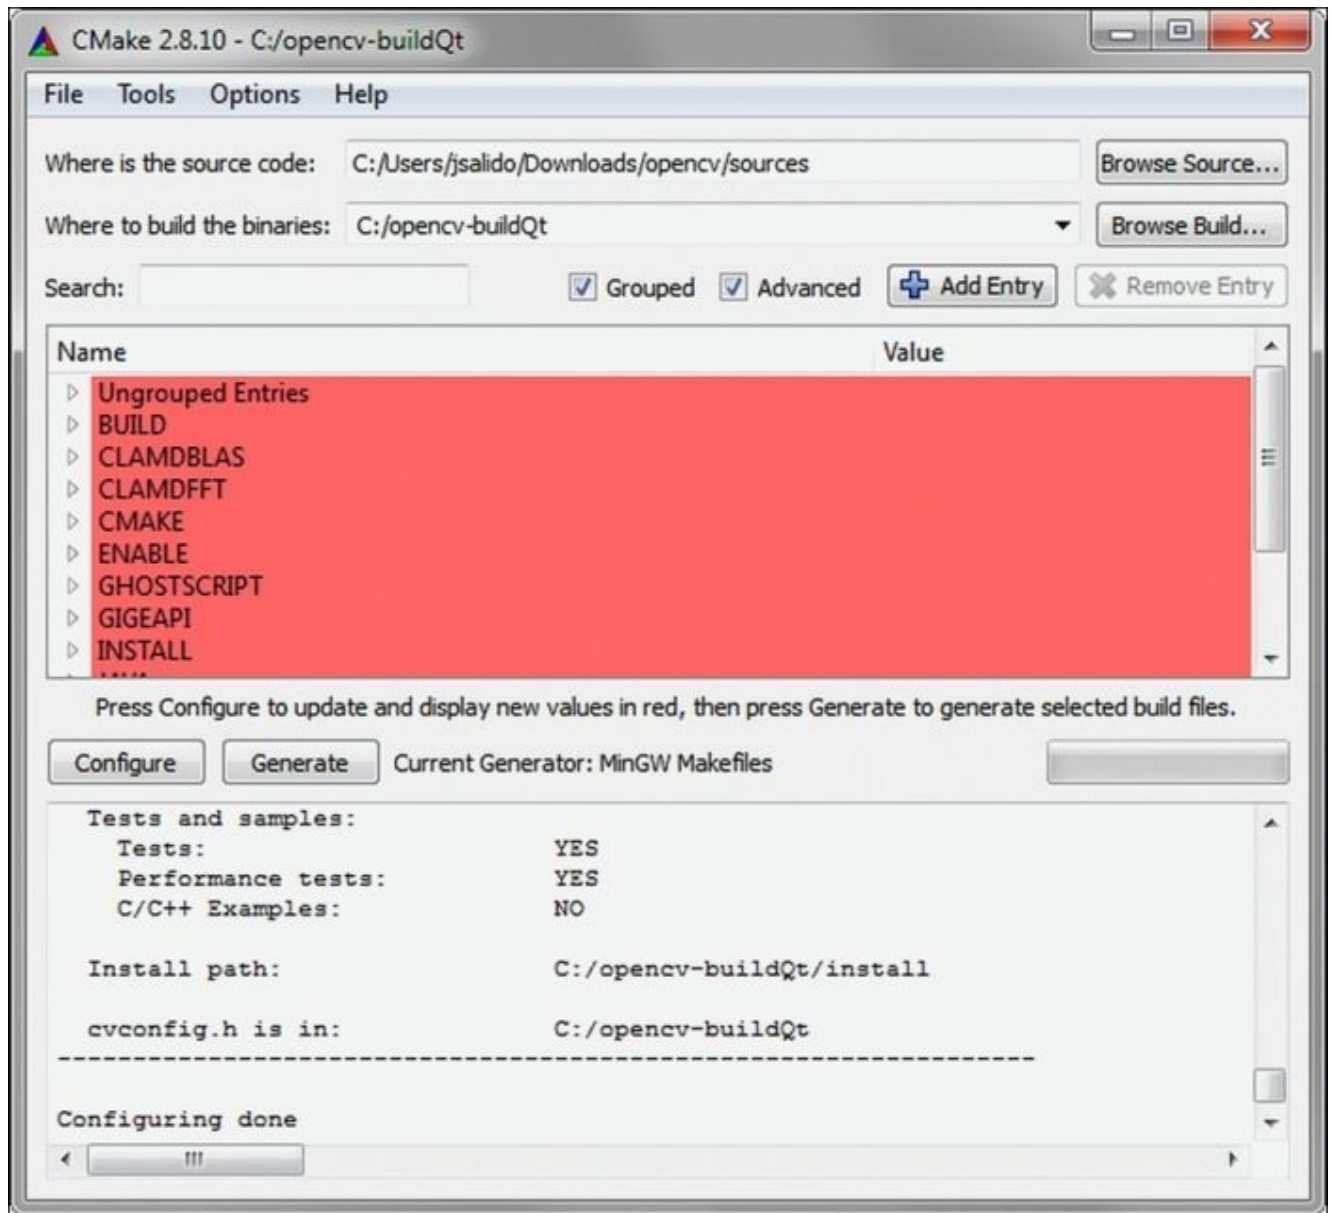 CMake 2.8.10 - C:/opencv-buildQt
File Tools Options Help
Where is the source code: C:/Users/jsalido/Downloads/opencv/sources Browse Source...
Where to build the binaries: C:/opencv-buildQt Browse Build...
Search: Grouped Advanced Add Entry Remove Entry
Name Value
Ungrouped Entries
BUILD
CLAMDBLAS
CLAMDFFT
CMAKE
ENABLE
GHOSTSCRIPT
GIGEAPI
INSTALL
Press Configure to update and display new values in red, then press Generate to generate selected build files.
Configure Generate Current Generator: MinGW Makefiles
Tests and samples:
Tests: YES
Performance tests: YES
C/C++ Examples: NO
Install path: C:/opencv-buildQt/install
cvconfig.h is in: C:/opencv-buildQt
-----------------------------------------------------------------
Configuring done